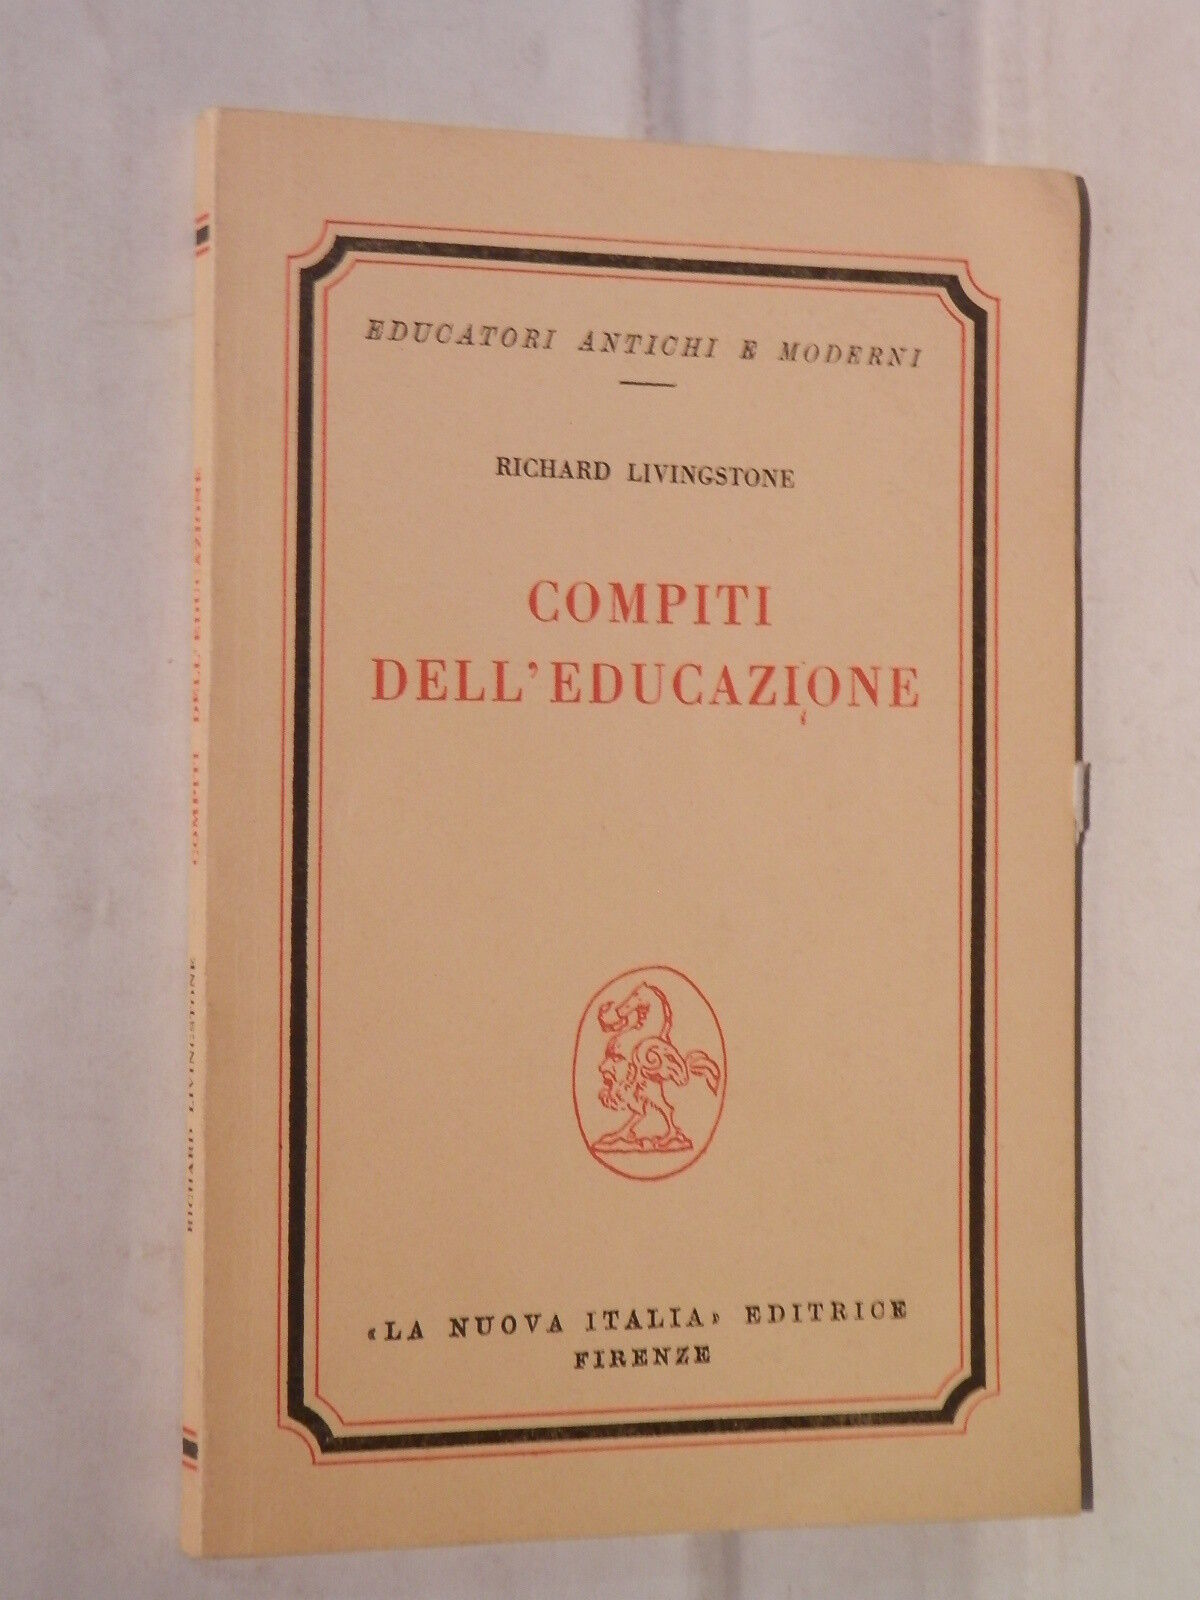 EDUCATORI ANTICHI E MODERNI
RICHARD LIVINGSTONE
COMPITI
DELL'EDUCAZIONE
«LA NUOVA ITALIA» EDITRICE
FIRENZE
RICHARD LIVINGSTONE COMPITI DELL'EDUCAZIONE